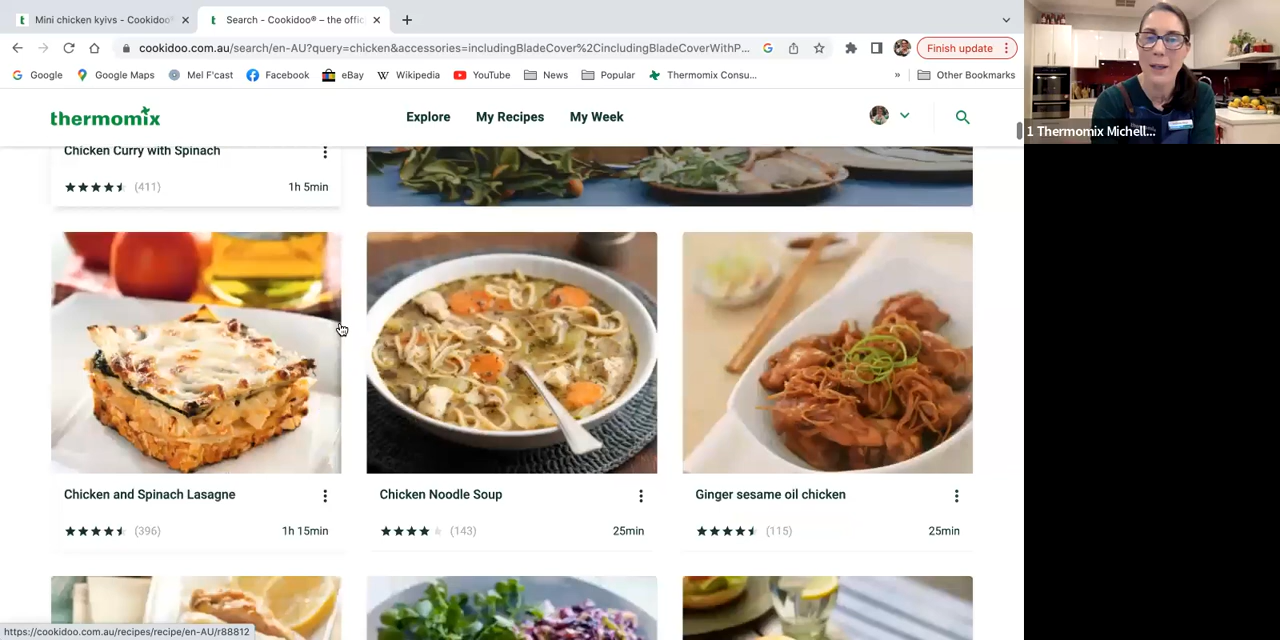 Mini chicken kyivs - Cookidoo®
Search - Cookidoo® – the offic
cookidoo.com.au/search/en-AU?query=chicken&accessories=includingBladeCover%2CincludingBladeCoverWithP...
Finish update
Google
Google Maps
Mel F'cast
Facebook
eBay
Wikipedia
YouTube
News
Popular
Thermomix Consu...
»
Other Bookmarks
thermomix
Explore
My Recipes
My Week
1 Thermomix Michell...
Chicken Curry with Spinach
(411)
1h 5min
Chicken and Spinach Lasagne
(396)
1h 15min
Chicken Noodle Soup
(143)
25min
Ginger sesame oil chicken
(115)
25min
https://cookidoo.com.au/recipes/recipe/en-AU/r88812